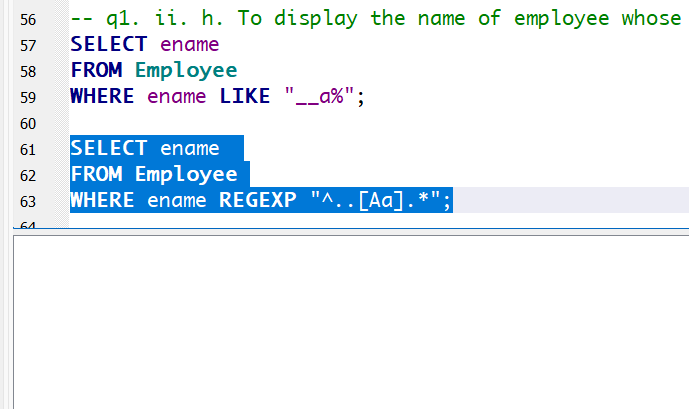 56 -- q1. ii. h. To display the name of employee whose
57 SELECT ename
58 FROM Employee
59 WHERE ename LIKE "__a%";
60
61 SELECT ename
62 FROM Employee
63 WHERE ename REGEXP "^..[Aa].*";
64